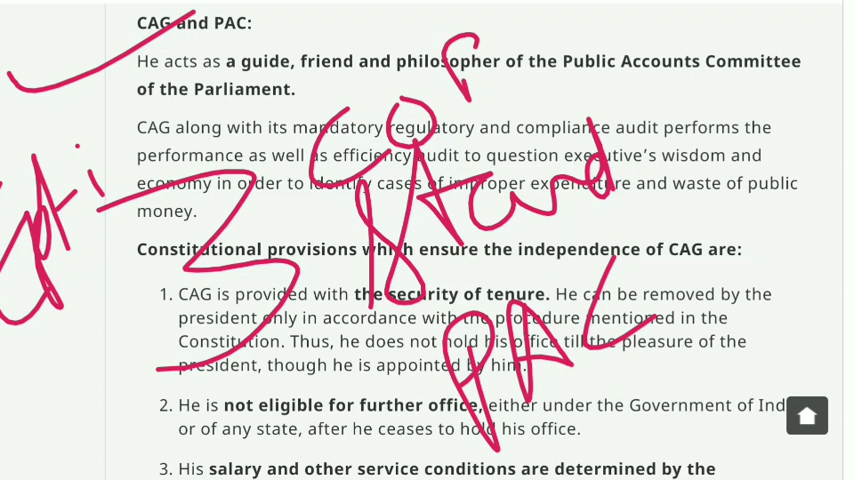 CAG and PAC:
He acts as a guide, friend and philosopher of the Public Accounts Committee
of the Parliament.
CAG along with its mandatory regulatory and compliance audit performs the
performance as well as efficiency audit to question executive's wisdom and
economy in order to identify cases of improper expenditure and waste of public
money.
Constitutional provisions which ensure the independence of CAG are:
1. CAG is provided with the security of tenure. He can be removed by the
president only in accordance with the procedure mentioned in the
Constitution. Thus, he does not hold his office till the pleasure of the
president, though he is appointed by him.
2. He is not eligible for further office, either under the Government of Ind
or of any state, after he ceases to hold his office.
3. His salary and other service conditions are determined by the
3
PAC